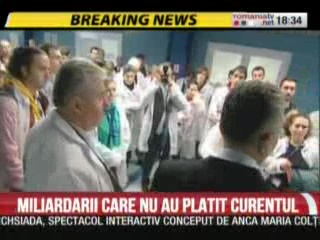 BREAKING NEWS
romaniatv
.net
18:34
MILIARDARII CARE NU AU PLATIT CURENTUL
CHSIADA, SPECTACOL INTERACTIV CONCEPUT DE ANCA MARIA COLȚ